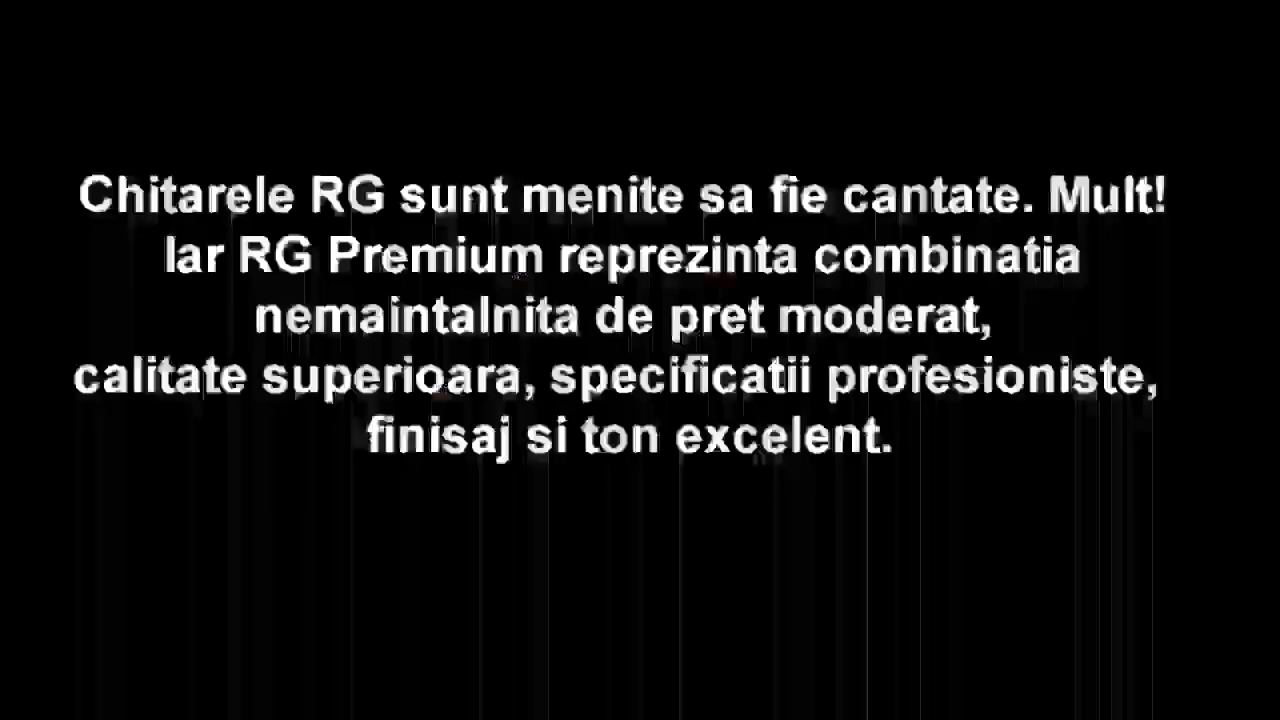 Chitarele RG sunt menite sa fie cantate. Mult!
Iar RG Premium reprezinta combinatia
nemaintalnita de pret moderat,
calitate superioara, specificatii profesioniste,
finisaj si ton excelent.